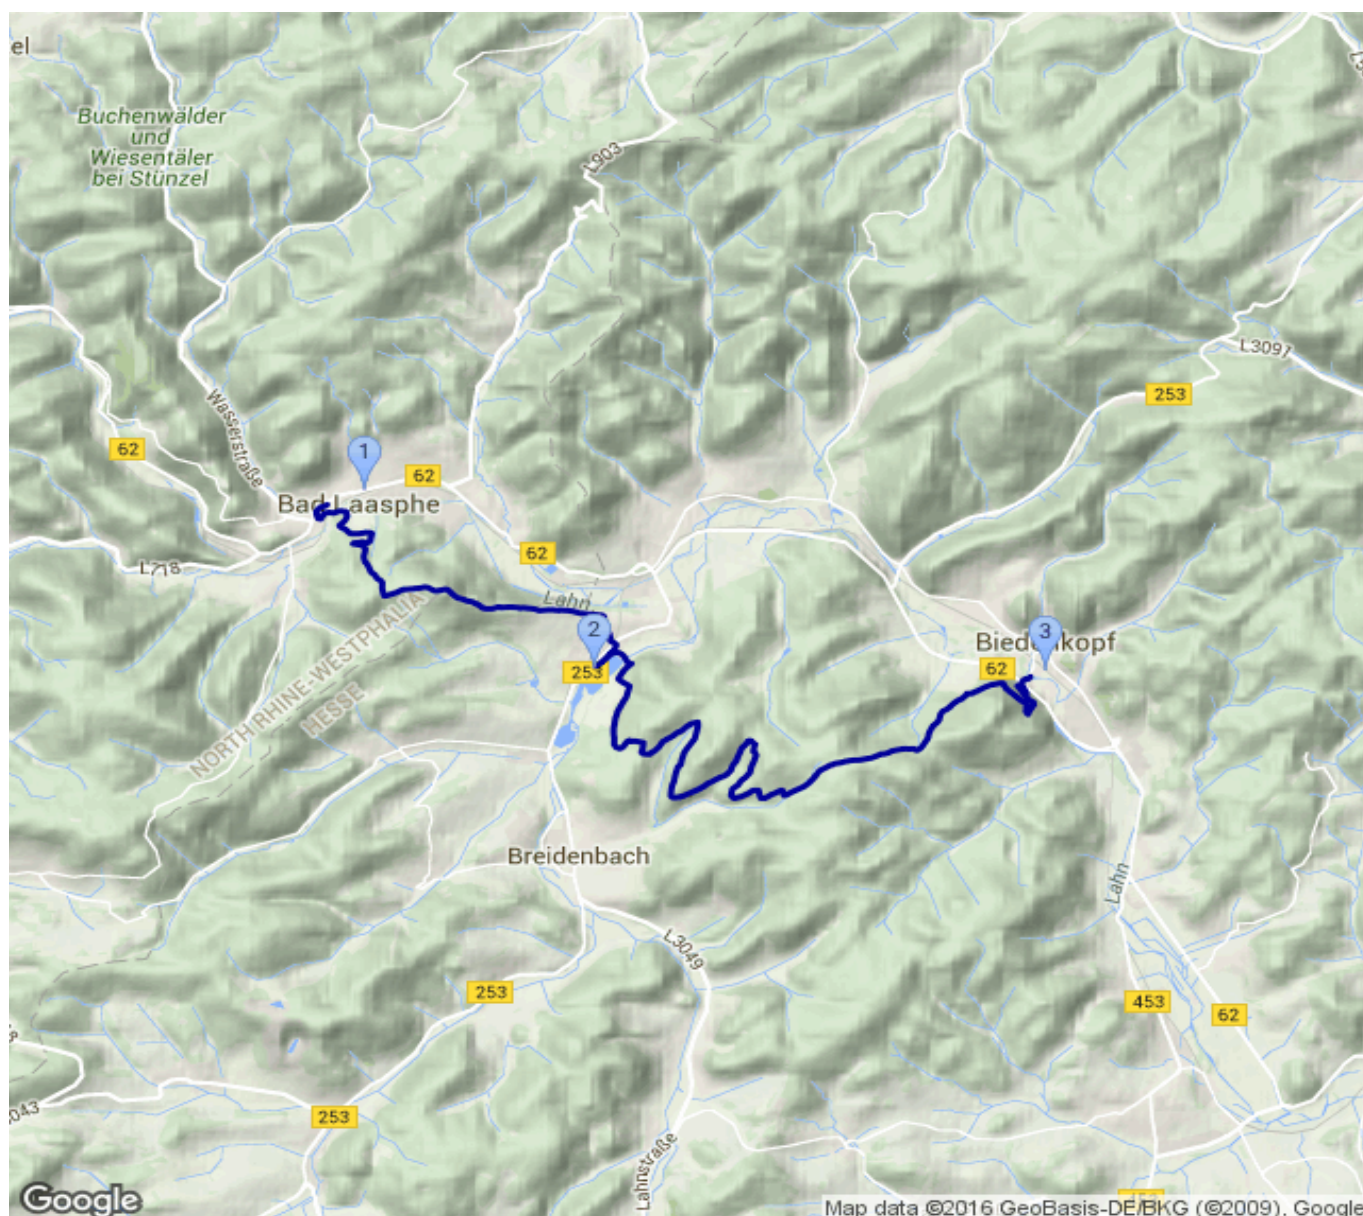 el
Buchenwälder
und
Wiesentäler
bei Stünzel
L903
L3091
253
Wasserstraße
62
1
62
Bad Laasphe
L718
62
Lahn
2
253
3
Biedenkopf
62
NORTH RHINE-WESTPHALIA
HESSE
Breidenbach
Lahn
L3049
253
453
62
253
Lahnstraße
Google
Map data ©2016 GeoBasis-DE/BKG (©2009), Google